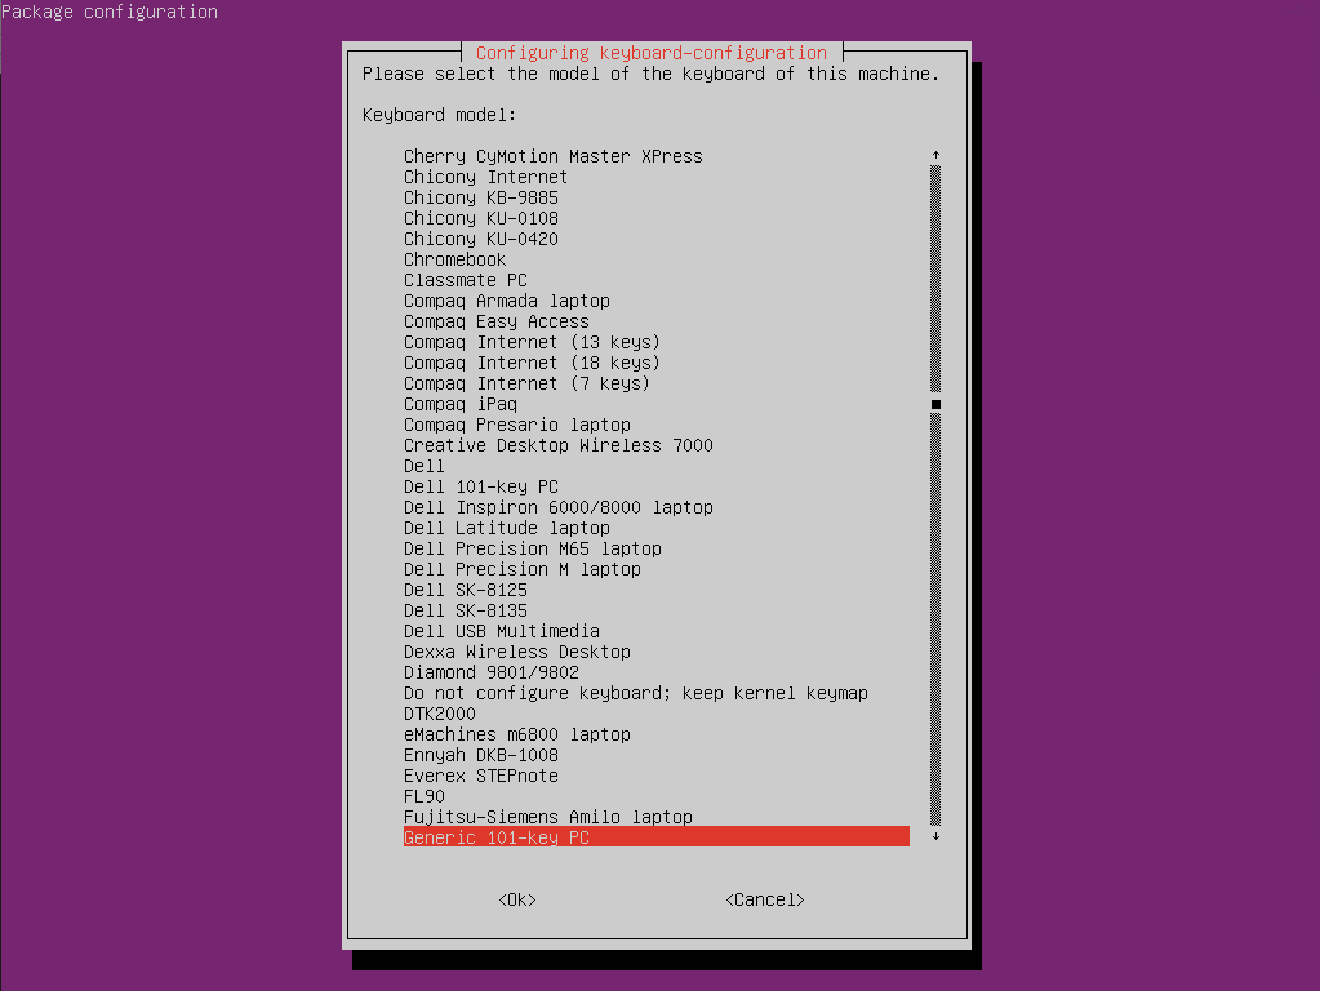 Package configuration
Configuring keyboard-configuration
Please select the model of the keyboard of this machine.
Keyboard model:
Cherry CyMotion Master XPress
Chicony Internet
Chicony KB-9885
Chicony KU-0108
Chicony KU-0420
Chromebook
Classmate PC
Compaq Armada laptop
Compaq Easy Access
Compaq Internet (13 keys)
Compaq Internet (18 keys)
Compaq Internet (7 keys)
Compaq iPaq
Compaq Presario laptop
Creative Desktop Wireless 7000
Dell
Dell 101-key PC
Dell Inspiron 6000/8000 laptop
Dell Latitude laptop
Dell Precision M65 laptop
Dell Precision M laptop
Dell SK-8125
Dell SK-8135
Dell USB Multimedia
Dexxa Wireless Desktop
Diamond 9801/9802
Do not configure keyboard; keep kernel keymap
DTK2000
eMachines m6800 laptop
Ennyah DKB-1008
Everex STEPnote
FL90
Fujitsu-Siemens Amilo laptop
Generic 101-key PC
<Ok> <Cancel>